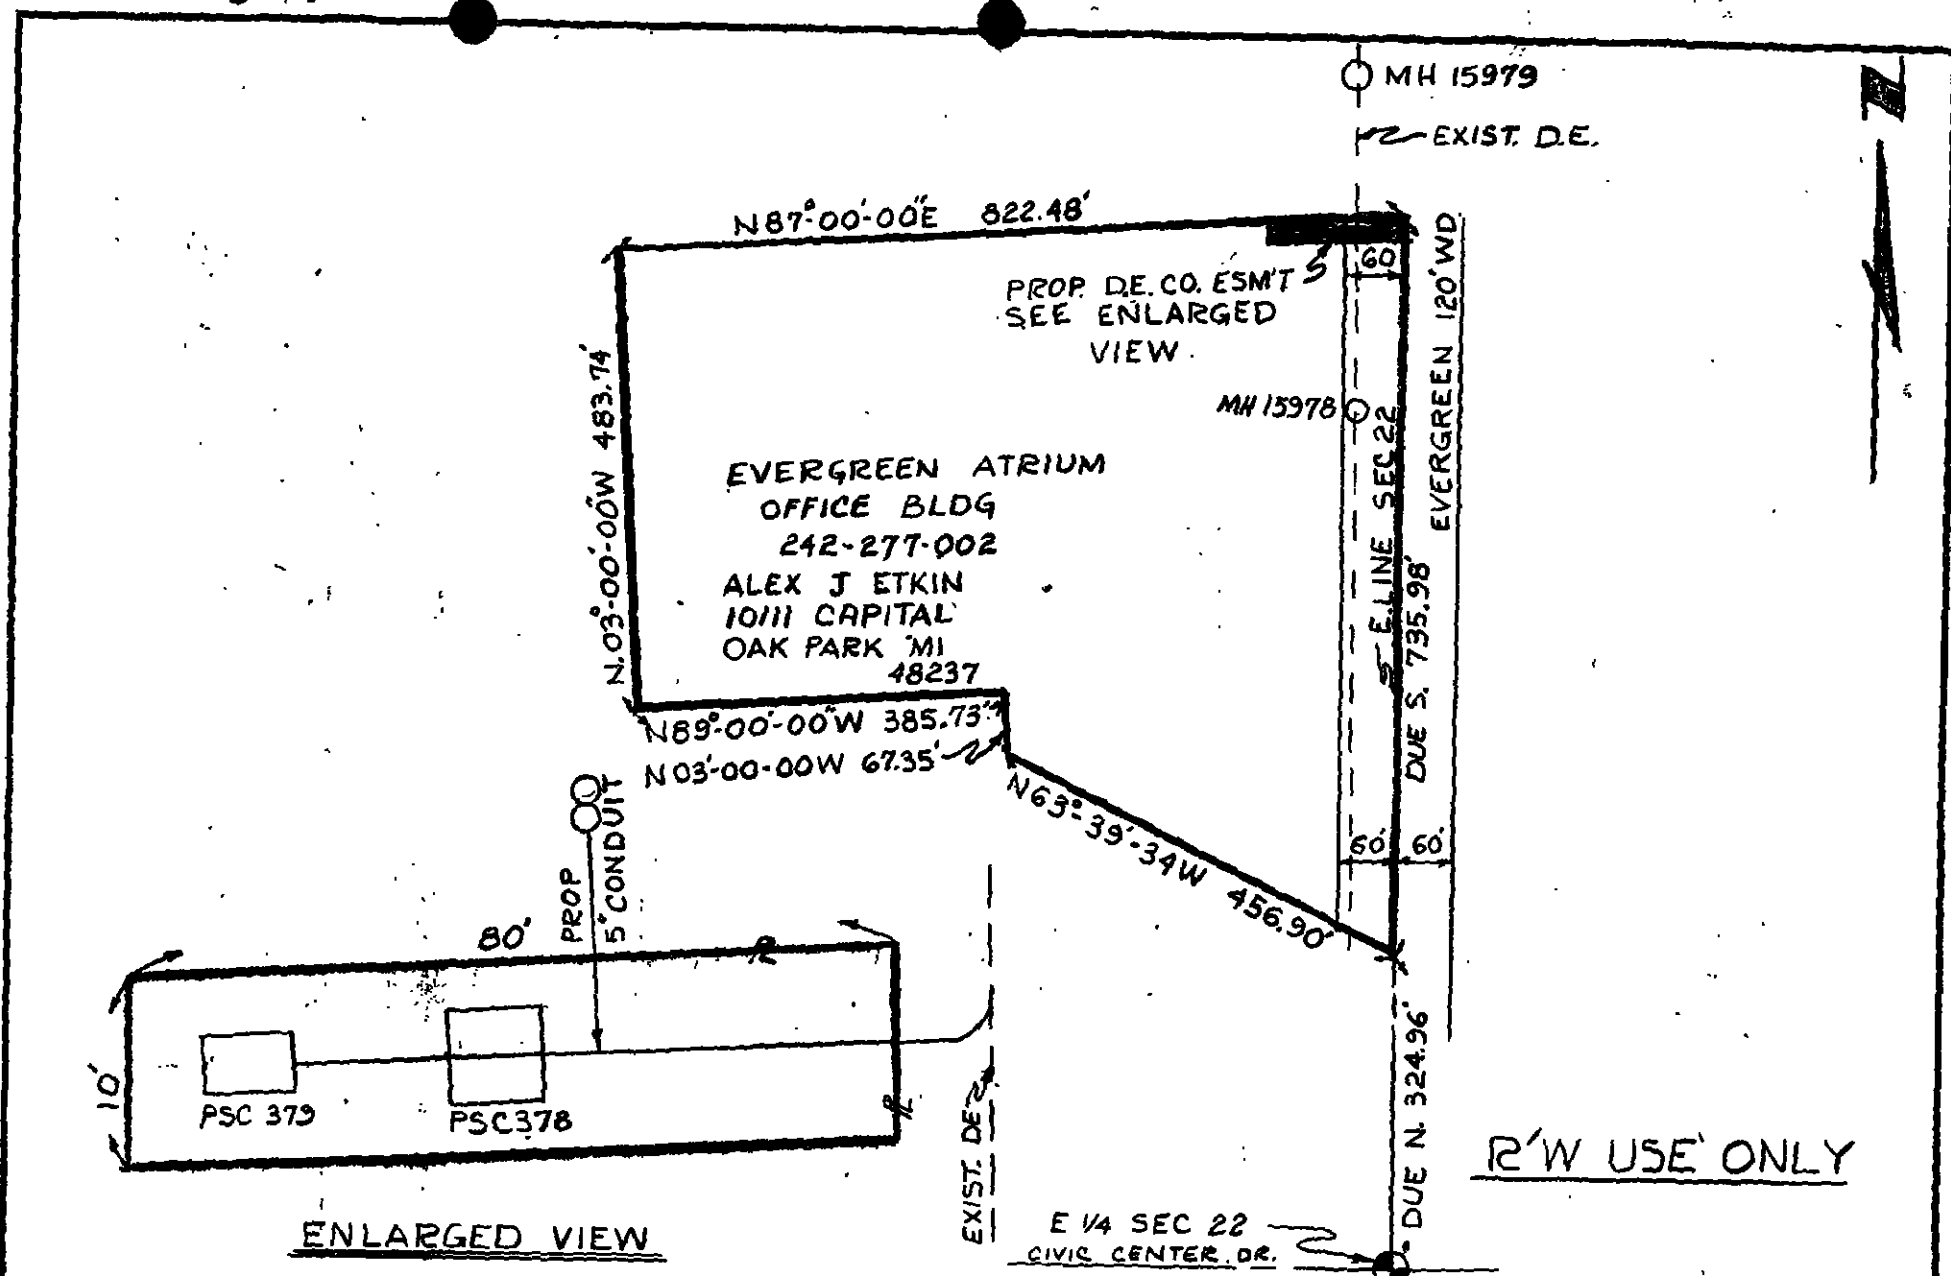 MH 15979
EXIST. D.E.
N
N87°-00'-00"E 822.48'
60
PROP. D.E. CO. ESM'T
SEE ENLARGED
VIEW
EVERGREEN 120' WD
MH 15978
E. LINE SEC 22
N.03°-00'-00"W 483.74'
EVERGREEN ATRIUM
OFFICE BLDG
242-277-002
ALEX J ETKIN
10111 CAPITAL
OAK PARK MI
48237
DUE S. 735.98'
N89°-00'-00"W 385.73'
N03'-00-00W 67.35'
N63°-39'-34W 456.90'
60' 60'
PROP
5" CONDUIT
80'
10'
PSC 379
PSC378
EXIST. DE
DUE N. 324.96'
R'W USE ONLY
ENLARGED VIEW
E 1/4 SEC 22
CIVIC CENTER DR.